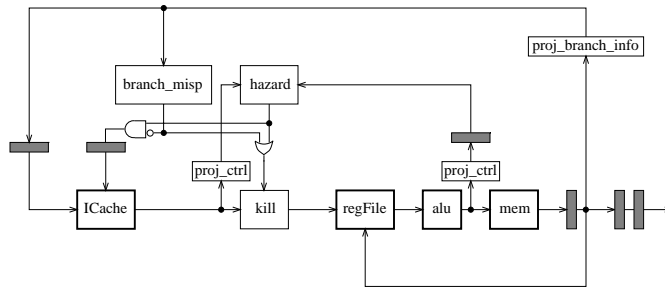 proj_branch_info
branch_misp
hazard
proj_ctrl
proj_ctrl
ICache
kill
regFile
alu
mem